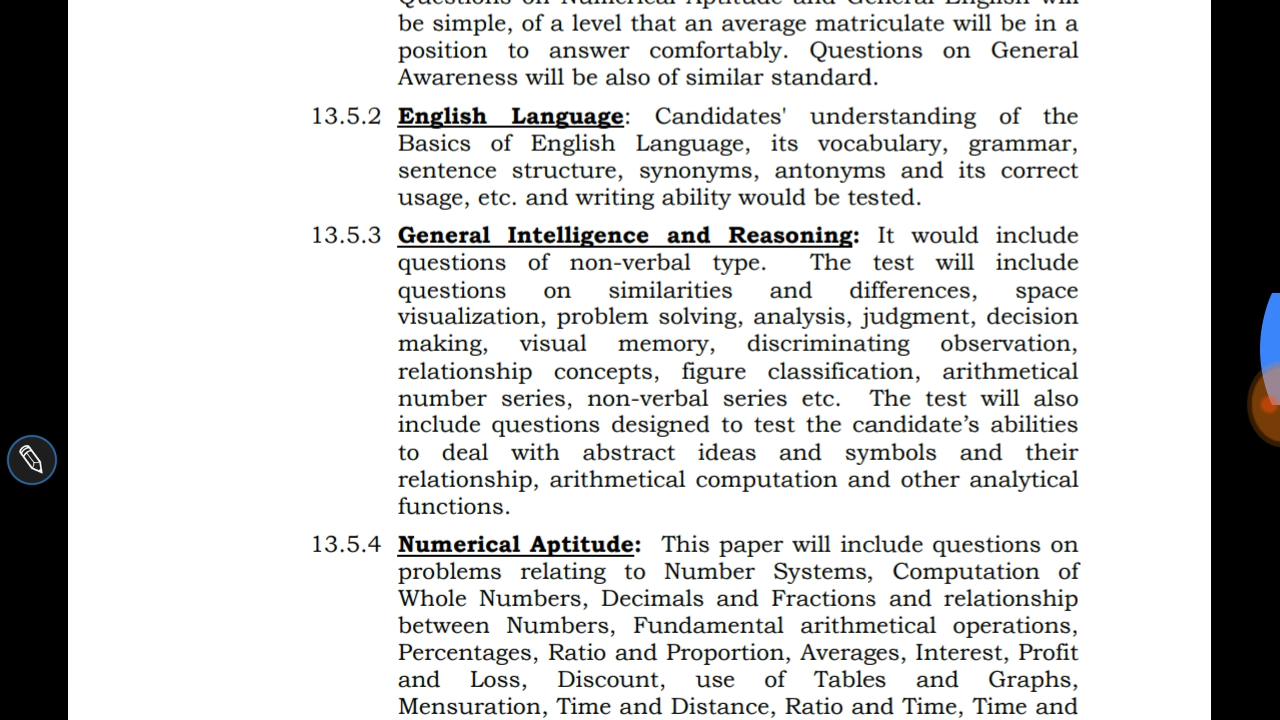 Questions on Numerical Aptitude and General English will
be simple, of a level that an average matriculate will be in a
position to answer comfortably. Questions on General
Awareness will be also of similar standard.
13.5.2 English Language: Candidates' understanding of the
Basics of English Language, its vocabulary, grammar,
sentence structure, synonyms, antonyms and its correct
usage, etc. and writing ability would be tested.
13.5.3 General Intelligence and Reasoning: It would include
questions of non-verbal type. The test will include
questions on similarities and differences, space
visualization, problem solving, analysis, judgment, decision
making, visual memory, discriminating observation,
relationship concepts, figure classification, arithmetical
number series, non-verbal series etc. The test will also
include questions designed to test the candidate’s abilities
to deal with abstract ideas and symbols and their
relationship, arithmetical computation and other analytical
functions.
13.5.4 Numerical Aptitude: This paper will include questions on
problems relating to Number Systems, Computation of
Whole Numbers, Decimals and Fractions and relationship
between Numbers, Fundamental arithmetical operations,
Percentages, Ratio and Proportion, Averages, Interest, Profit
and Loss, Discount, use of Tables and Graphs,
Mensuration, Time and Distance, Ratio and Time, Time and